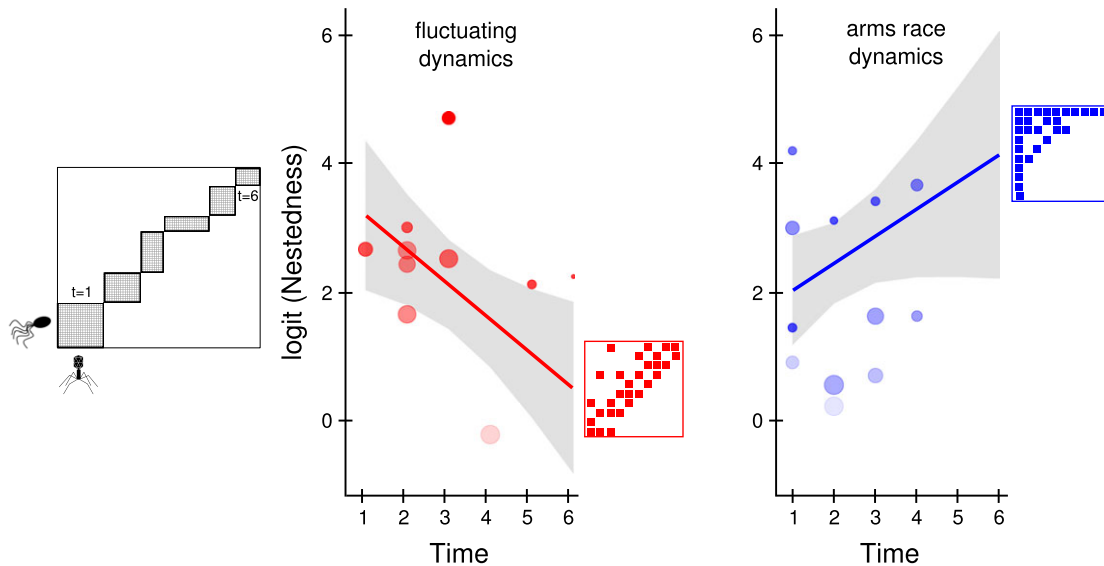 t=1
t=6
logit (Nestedness)
fluctuating
dynamics
6
4
2
0
1 2 3 4 5 6
Time
arms race
dynamics
6
4
2
0
1 2 3 4 5 6
Time